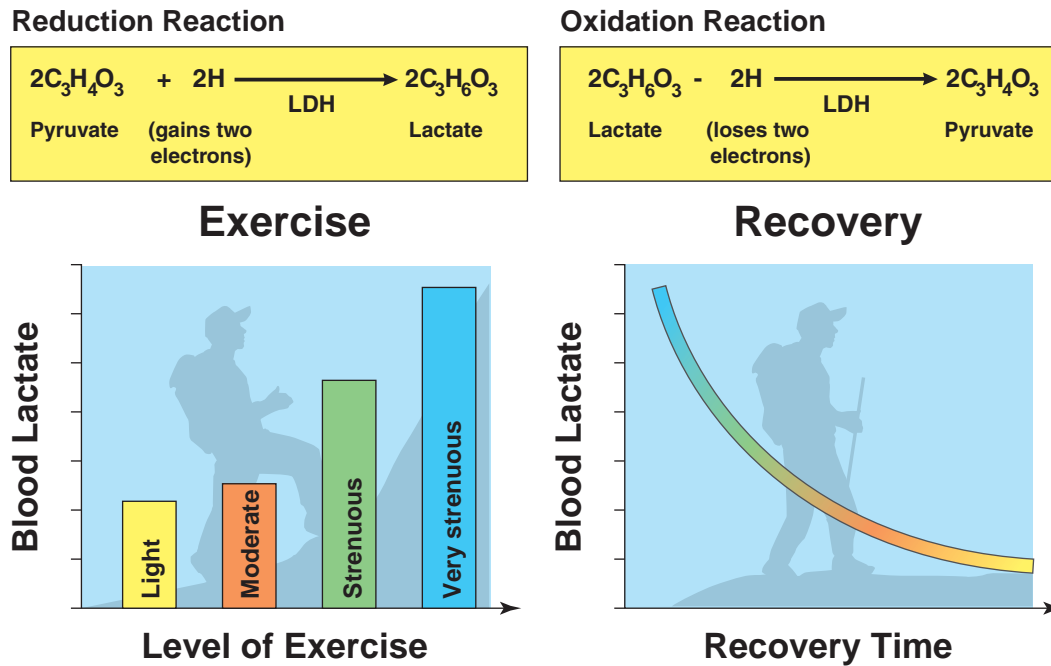 Reduction Reaction
2C₃H₄O₃ + 2H → 2C₃H₆O₃
LDH
Pyruvate (gains two electrons) Lactate
Exercise
Blood Lactate
Light
Moderate
Strenuous
Very strenuous
Level of Exercise
Oxidation Reaction
2C₃H₆O₃ - 2H → 2C₃H₄O₃
LDH
Lactate (loses two electrons) Pyruvate
Recovery
Blood Lactate
Recovery Time